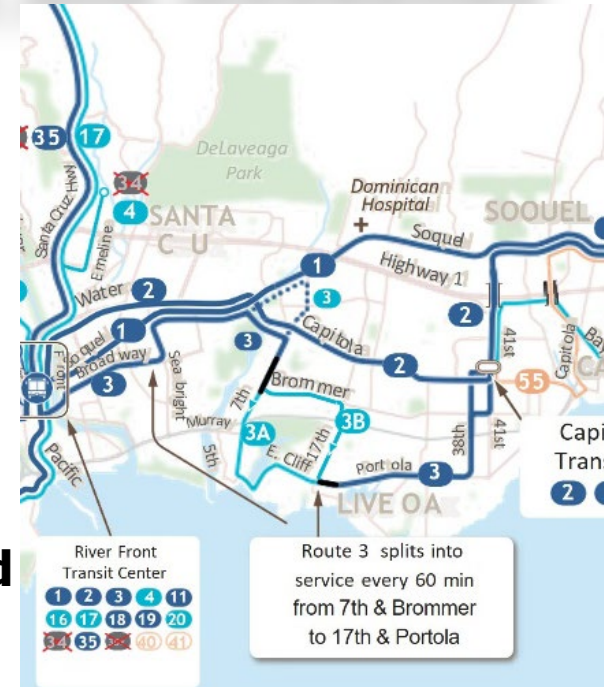 DeLaveaga
Park
35
17
34
4
SANTA
C U
Santa Cruz Hwy
Emeline
Dominican
Hospital
SOQUEL
Soquel
Highway 1
1
3
Water
2
1
Soquel
Broadway
3
Front
Pacific
Seabright
3
Capitola
2
2
41st
Capitola
55
Brommer
7th
3A
3B
17th
Murray
5th
E. Cliff
Portola
3
38th
41st
LIVE OA
Capi
Trans
2
River Front
Transit Center
1 2 3 4 11
16 17 18 19 20
34 35 40 41
Route 3 splits into
service every 60 min
from 7th & Brommer
to 17th & Portola
d